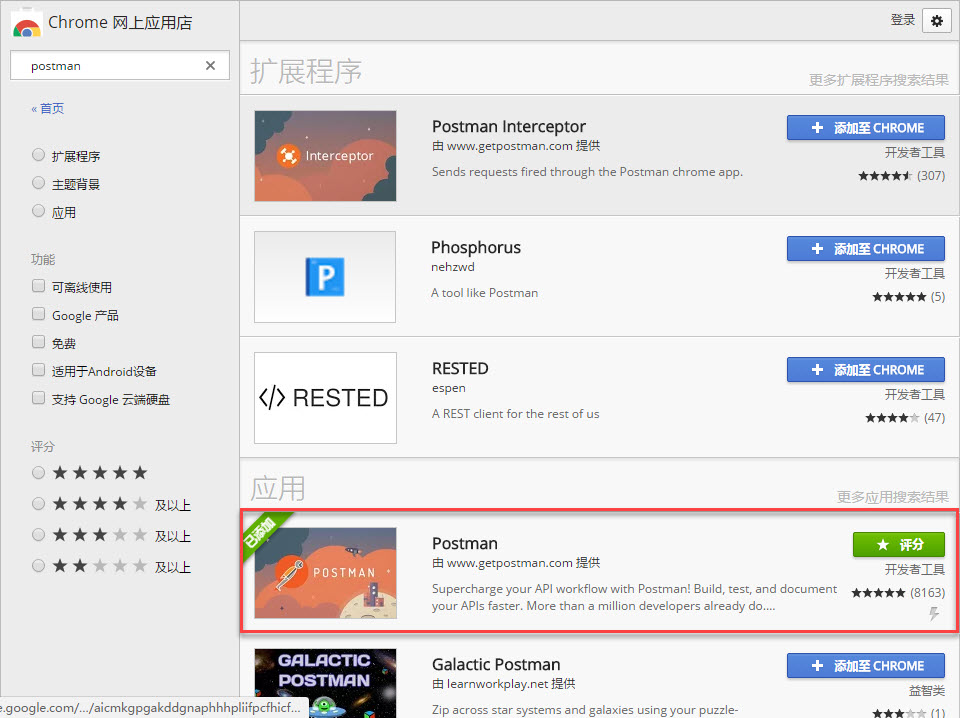 Chrome 网上应用店
登录
postman
« 首页
扩展程序
主题背景
应用
功能
可离线使用
Google 产品
免费
适用于Android设备
支持 Google 云端硬盘
评分
及以上
及以上
及以上
扩展程序
更多扩展程序搜索结果
Interceptor
Postman Interceptor
由 www.getpostman.com 提供
Sends requests fired through the Postman chrome app.
添加至 CHROME
开发者工具
(307)
P
Phosphorus
nehzwd
A tool like Postman
添加至 CHROME
开发者工具
(5)
</> RESTED
RESTED
espen
A REST client for the rest of us
添加至 CHROME
开发者工具
(47)
应用
更多应用搜索结果
已添加
POSTMAN
Postman
由 www.getpostman.com 提供
Supercharge your API workflow with Postman! Build, test, and document
your APIs faster. More than a million developers already do....
评分
开发者工具
(8163)
GALACTIC
POSTMAN
Galactic Postman
由 learnworkplay.net 提供
Zip across star systems and galaxies using your puzzle-
添加至 CHROME
益智类
(1)
e.google.com/.../aicmkgpgakddgnaphhhpliifpcfhicf...